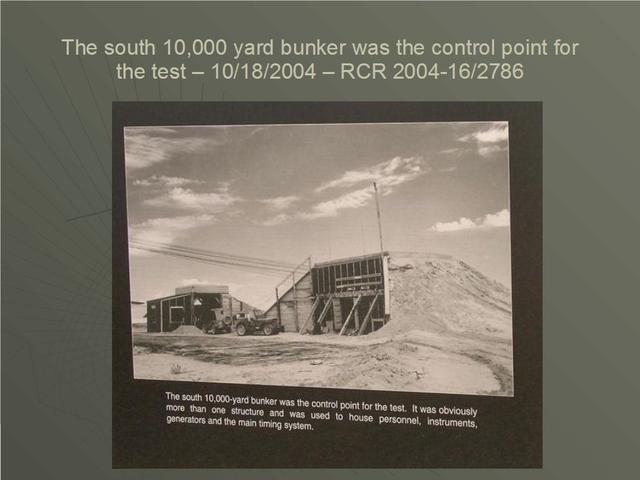 The south 10,000 yard bunker was the control point for
the test – 10/18/2004 – RCR 2004-16/2786
The south 10,000-yard bunker was the control point for the test. It was obviously
more than one structure and was used to house personnel, instruments,
generators and the main timing system.